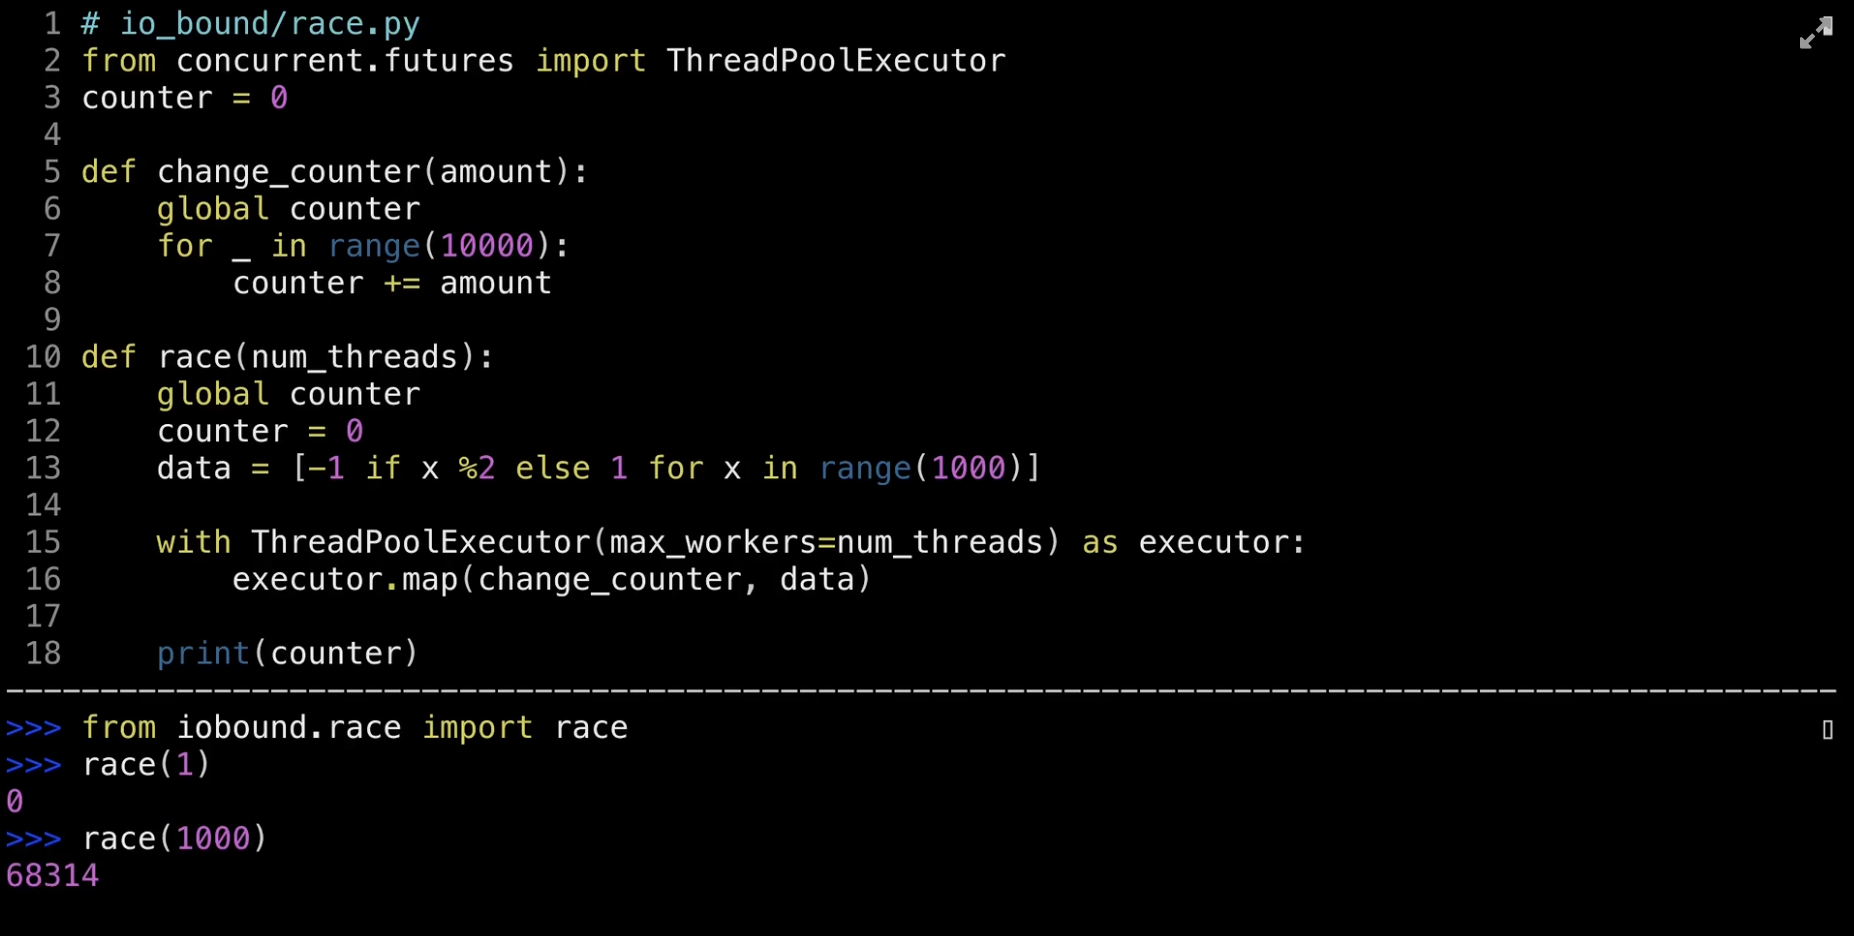 1 # io_bound/race.py
2 from concurrent.futures import ThreadPoolExecutor
3 counter = 0
4
5 def change_counter(amount):
6     global counter
7     for _ in range(10000):
8         counter += amount
9
10 def race(num_threads):
11     global counter
12     counter = 0
13     data = [-1 if x %2 else 1 for x in range(1000)]
14
15     with ThreadPoolExecutor(max_workers=num_threads) as executor:
16         executor.map(change_counter, data)
17
18     print(counter)
>>> from iobound.race import race
>>> race(1)
0
>>> race(1000)
68314